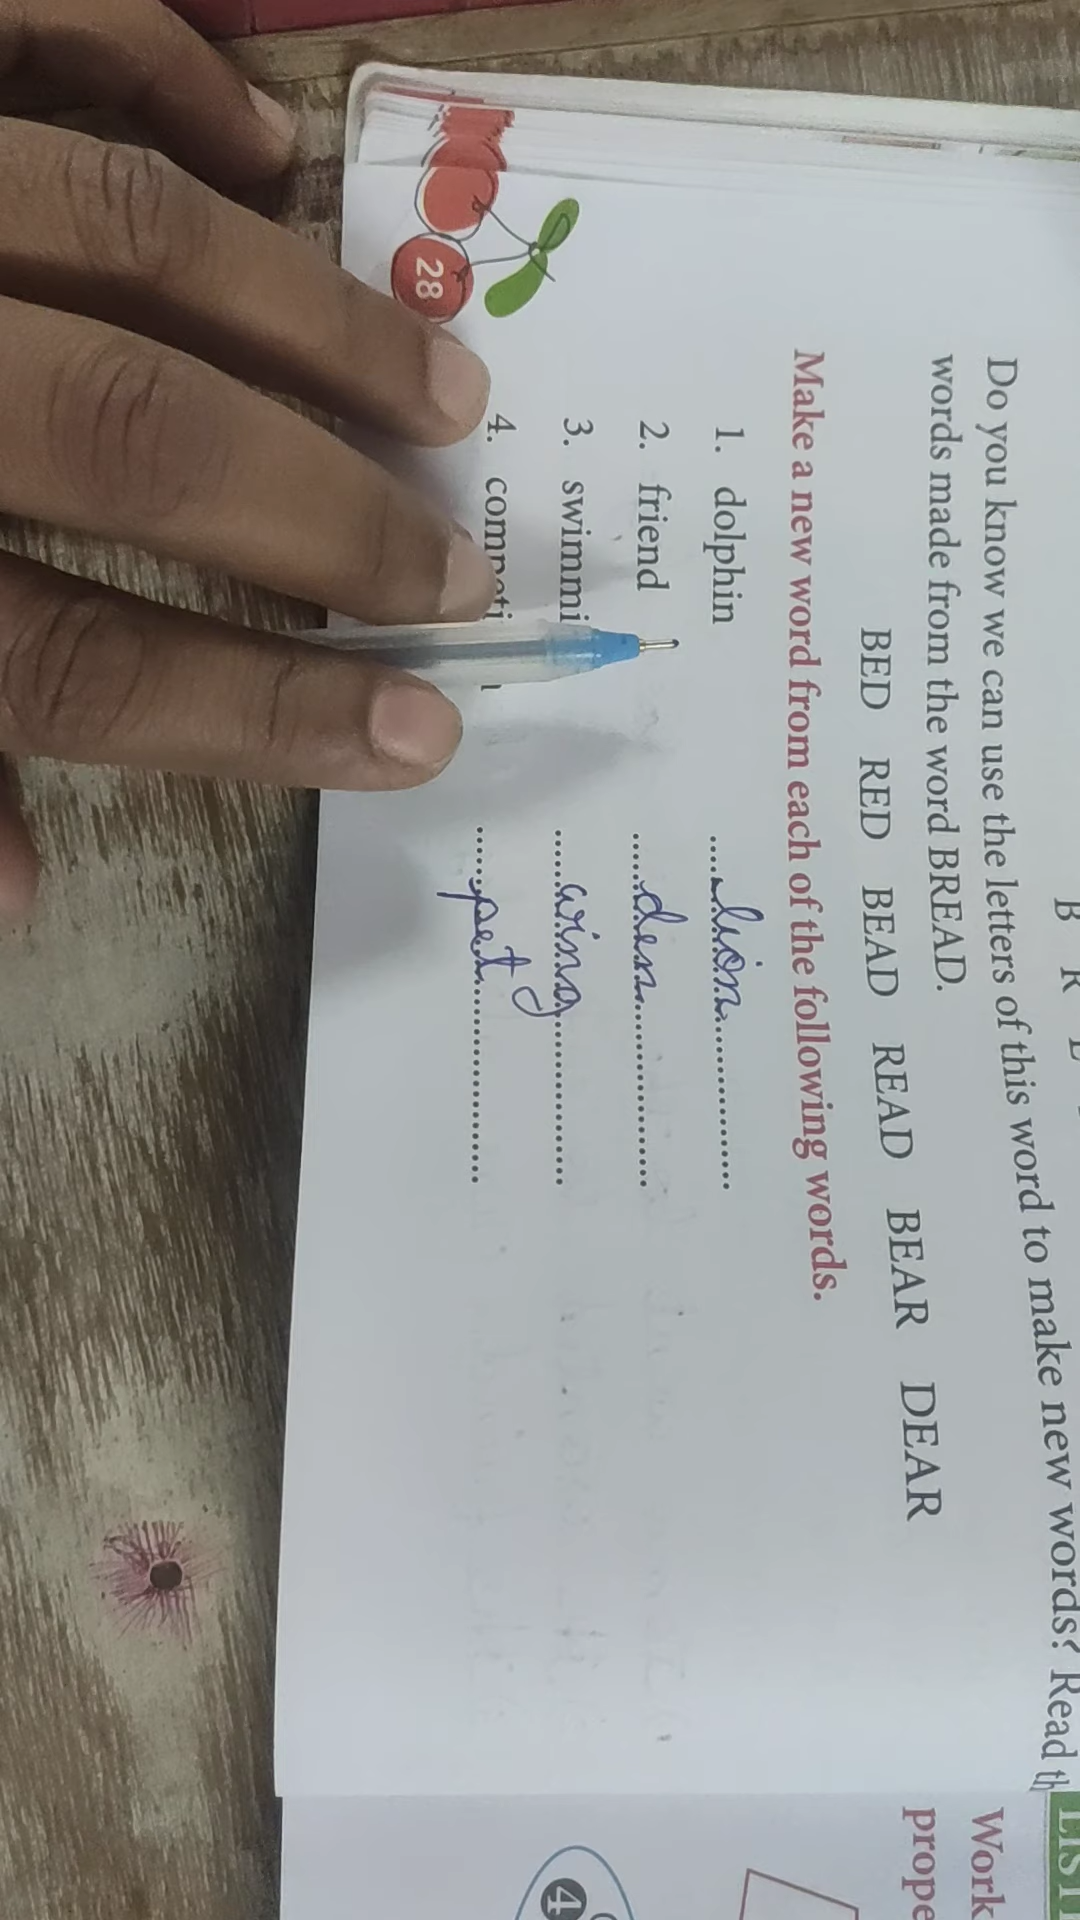 B R E
Do you know we can use the letters of this word to make new words? Read th
words made from the word BREAD.
BED RED BEAD READ BEAR DEAR
Make a new word from each of the following words.
1. dolphin ......lion......
2. friend ......den......
3. swimmi ......wing......
4. ......pet......
28
LIST
Work
prope
4